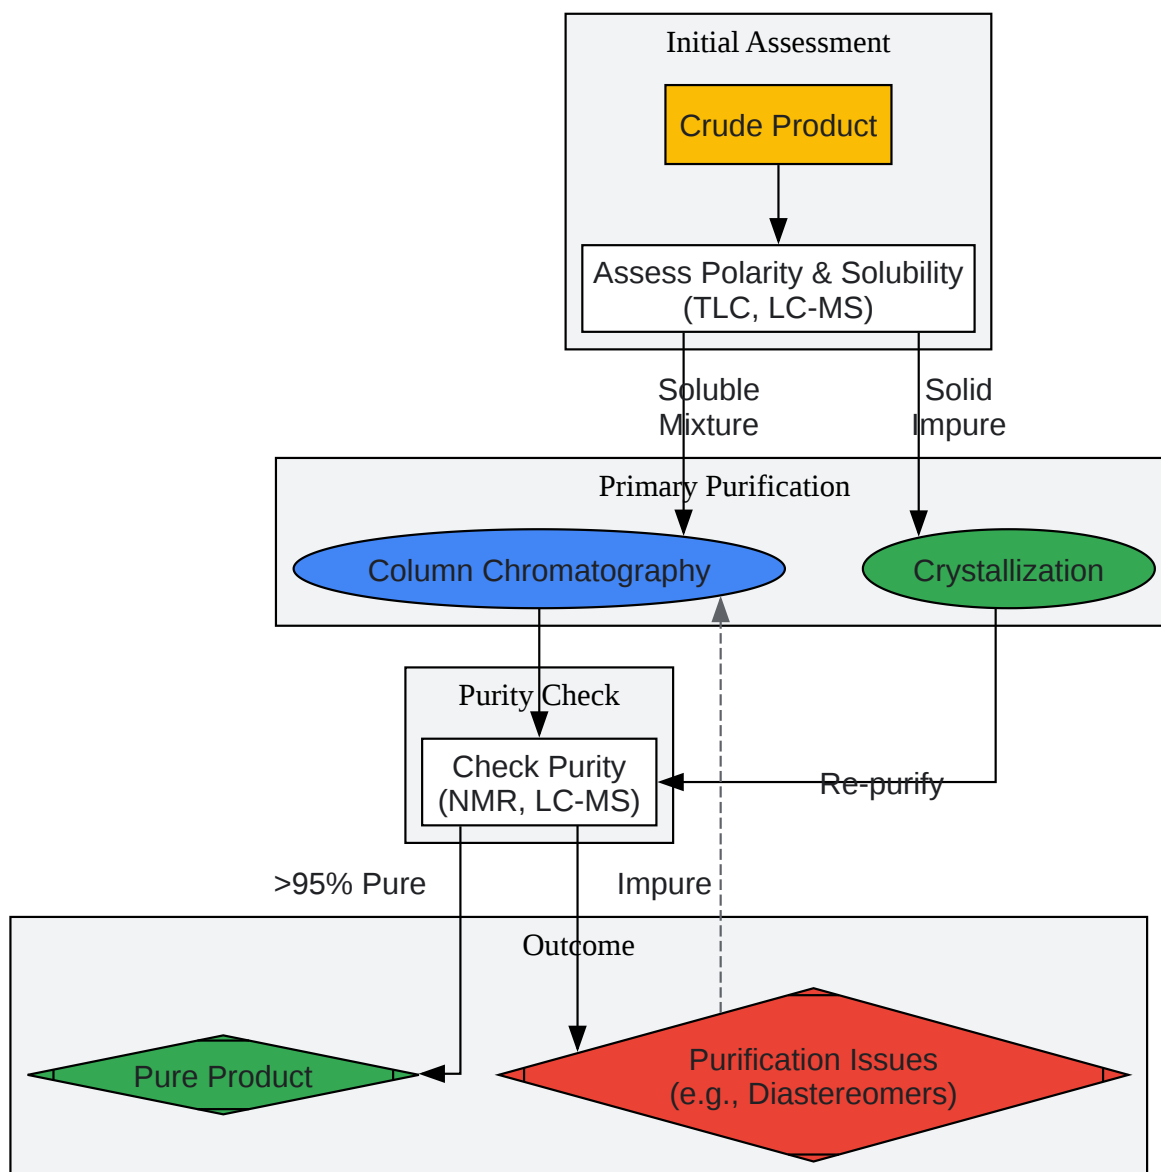 Initial Assessment
Crude Product
Assess Polarity & Solubility
(TLC, LC-MS)
Soluble
Mixture
Solid
Impure
Primary Purification
Column Chromatography
Crystallization
Purity Check
Check Purity
(NMR, LC-MS)
Re-purify
>95% Pure
Impure
Outcome
Pure Product
Purification Issues
(e.g., Diastereomers)